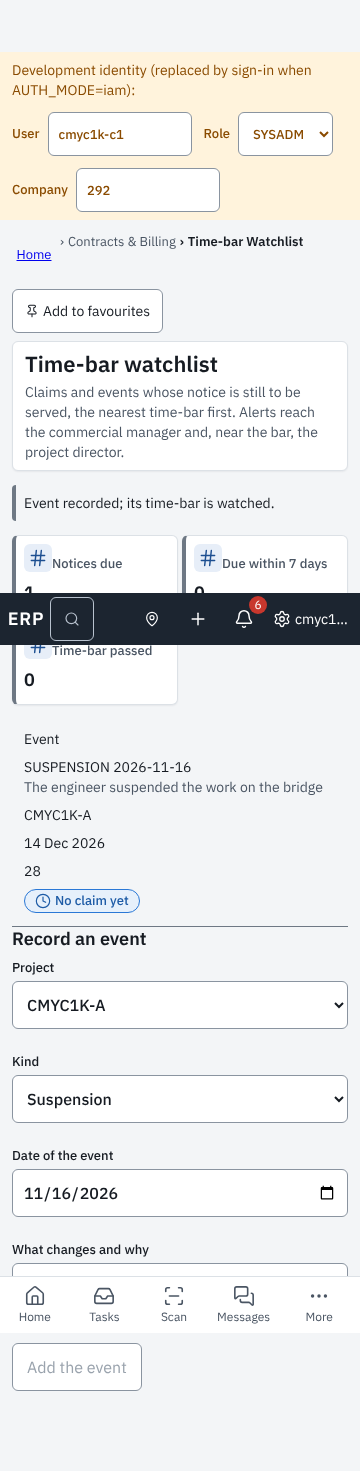 Development identity (replaced by sign-in when
AUTH_MODE=iam):
User cmyc1k-c1 Role SYSADM
Company 292
› Contracts & Billing › Time-bar Watchlist
Home
Add to favourites
Time-bar watchlist
Claims and events whose notice is still to be
served, the nearest time-bar first. Alerts reach
the commercial manager and, near the bar, the
project director.
Event recorded; its time-bar is watched.
Notices due
Due within 7 days
ERP 6 cmyc1...
Time-bar passed
0
Event
SUSPENSION 2026-11-16
The engineer suspended the work on the bridge
CMYC1K-A
14 Dec 2026
28
No claim yet
Record an event
Project
CMYC1K-A
Kind
Suspension
Date of the event
11/16/2026
What changes and why
Home Tasks Scan Messages More
Add the event